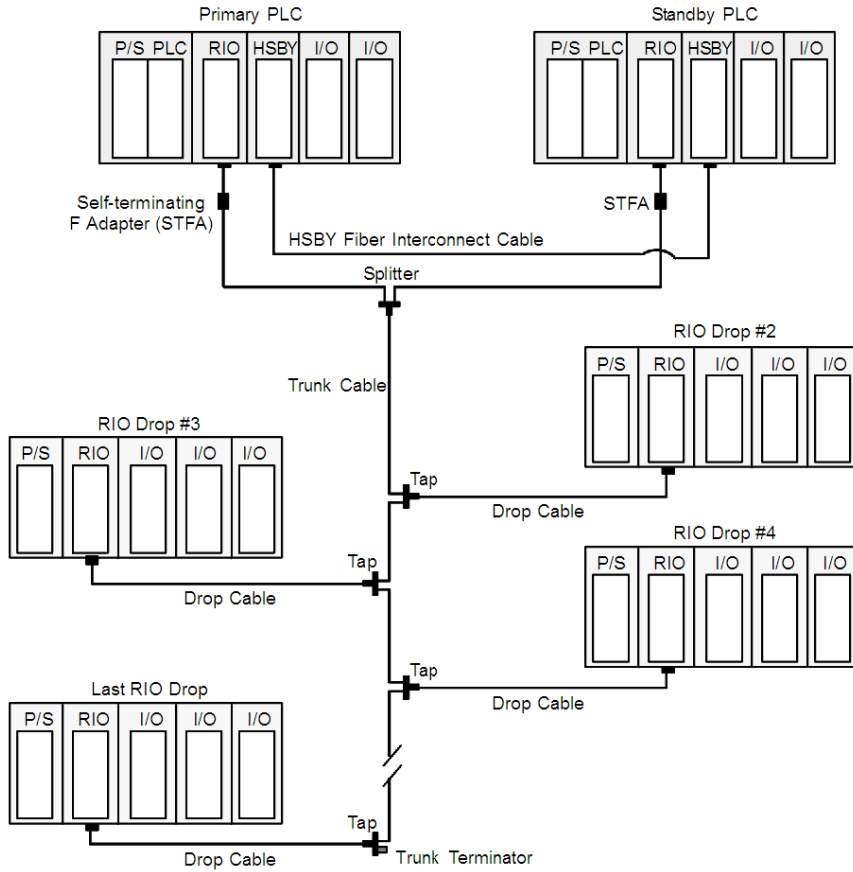 Primary PLC
Standby PLC
P/S PLC RIO HSBY I/O I/O
P/S PLC RIO HSBY I/O I/O
Self-terminating
F Adapter (STFA)
STFA
HSBY Fiber Interconnect Cable
Splitter
RIO Drop #2
P/S RIO I/O I/O I/O
Trunk Cable
RIO Drop #3
P/S RIO I/O I/O I/O
Tap
Drop Cable
RIO Drop #4
P/S RIO I/O I/O I/O
Tap
Drop Cable
Tap
Drop Cable
Last RIO Drop
P/S RIO I/O I/O I/O
Tap
Drop Cable
Trunk Terminator